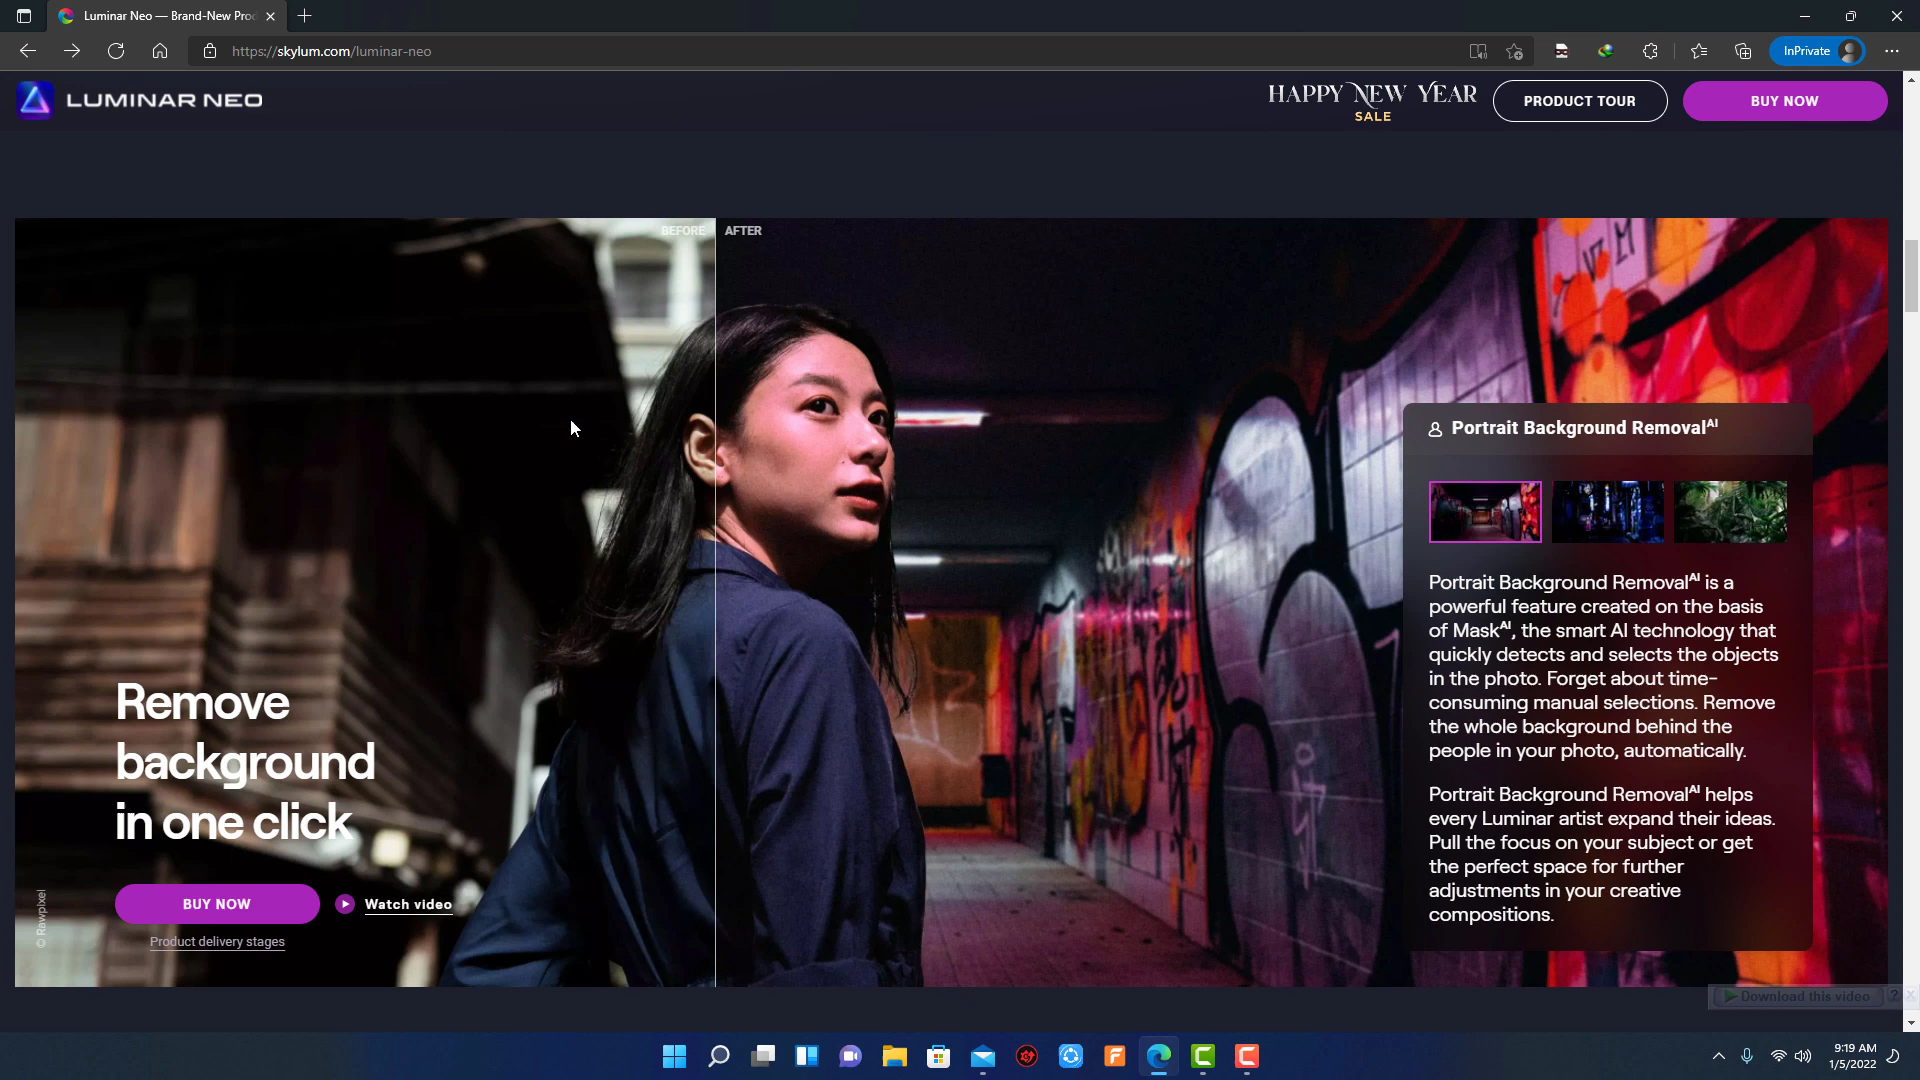 Luminar Neo — Brand-New Pro
https://skylum.com/luminar-neo
InPrivate
LUMINAR NEO
HAPPY NEW YEAR
SALE
PRODUCT TOUR
BUY NOW
BEFORE
AFTER
Portrait Background RemovalAI
Portrait Background RemovalAI is a
powerful feature created on the basis
of MaskAI, the smart AI technology that
quickly detects and selects the objects
in the photo. Forget about time-
consuming manual selections. Remove
the whole background behind the
people in your photo, automatically.
Portrait Background RemovalAI helps
every Luminar artist expand their ideas.
Pull the focus on your subject or get
the perfect space for further
adjustments in your creative
compositions.
Remove
background
in one click
BUY NOW
Watch video
Product delivery stages
© Rawpixel
Download this video
9:19 AM
1/5/2022